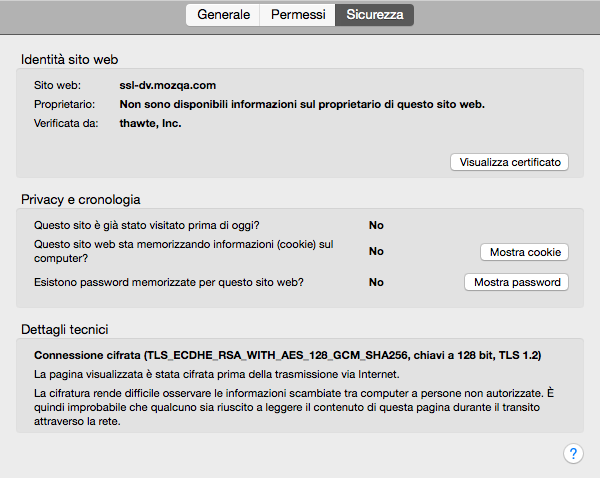 Generale Permessi Sicurezza
Identità sito web
Sito web: ssl-dv.mozqa.com
Proprietario: Non sono disponibili informazioni sul proprietario di questo sito web.
Verificata da: thawte, Inc.
Visualizza certificato
Privacy e cronologia
Questo sito è già stato visitato prima di oggi? No
Questo sito web sta memorizzando informazioni (cookie) sul
computer? No Mostra cookie
Esistono password memorizzate per questo sito web? No Mostra password
Dettagli tecnici
Connessione cifrata (TLS_ECDHE_RSA_WITH_AES_128_GCM_SHA256, chiavi a 128 bit, TLS 1.2)
La pagina visualizzata è stata cifrata prima della trasmissione via Internet.
La cifratura rende difficile osservare le informazioni scambiate tra computer a persone non autorizzate. È
quindi improbabile che qualcuno sia riuscito a leggere il contenuto di questa pagina durante il transito
attraverso la rete.
?